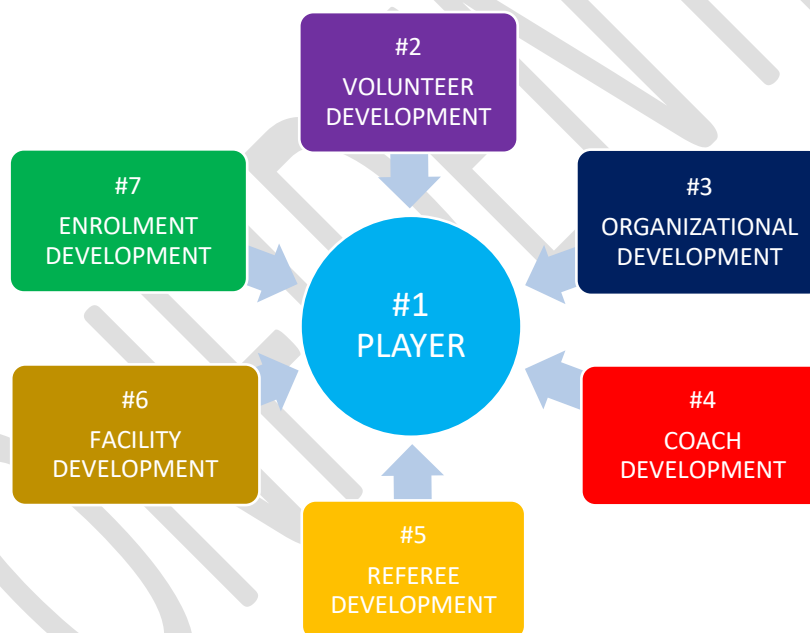 #2
VOLUNTEER
DEVELOPMENT
#7
ENROLMENT
DEVELOPMENT
#3
ORGANIZATIONAL
DEVELOPMENT
#1
PLAYER
#6
FACILITY
DEVELOPMENT
#4
COACH
DEVELOPMENT
#5
REFEREE
DEVELOPMENT